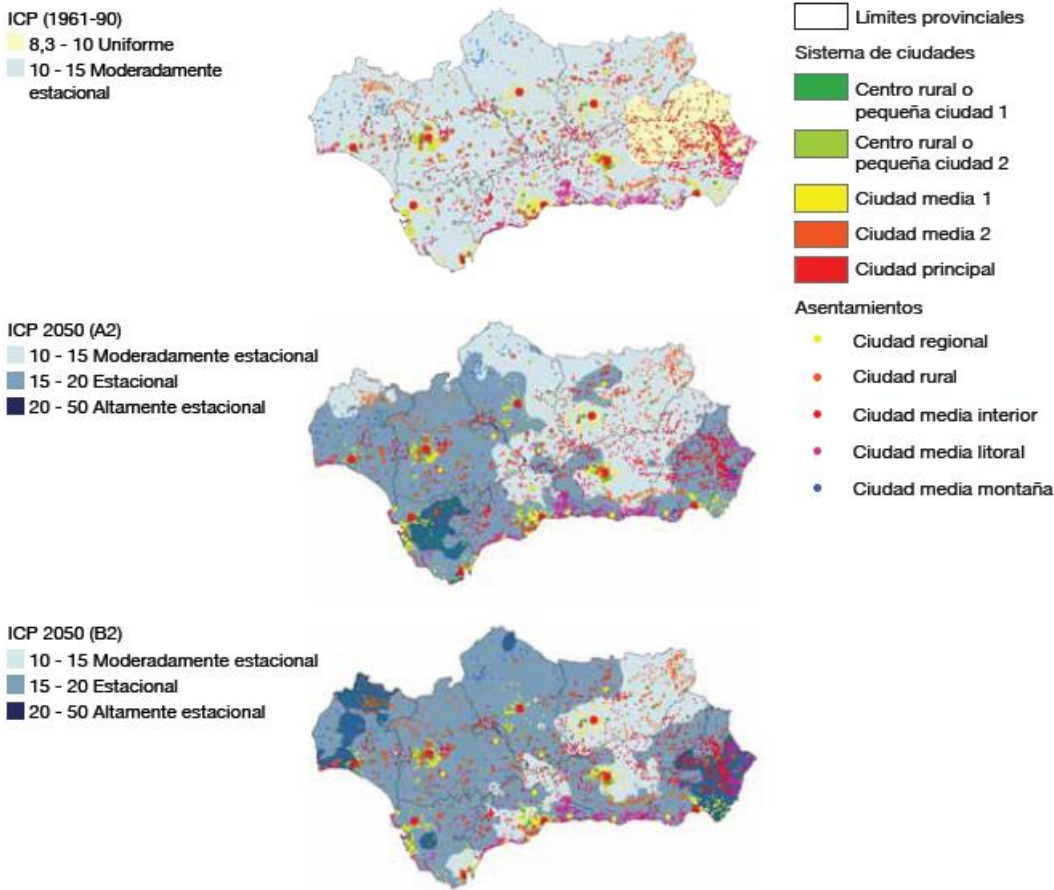 ICP (1961-90)
8,3 - 10 Uniforme
10 - 15 Moderadamente
estacional
ICP 2050 (A2)
10 - 15 Moderadamente estacional
15 - 20 Estacional
20 - 50 Altamente estacional
ICP 2050 (B2)
10 - 15 Moderadamente estacional
15 - 20 Estacional
20 - 50 Altamente estacional
Límites provinciales
Sistema de ciudades
Centro rural o
pequeña ciudad 1
Centro rural o
pequeña ciudad 2
Ciudad media 1
Ciudad media 2
Ciudad principal
Asentamientos
Ciudad regional
Ciudad rural
Ciudad media interior
Ciudad media litoral
Ciudad media montaña